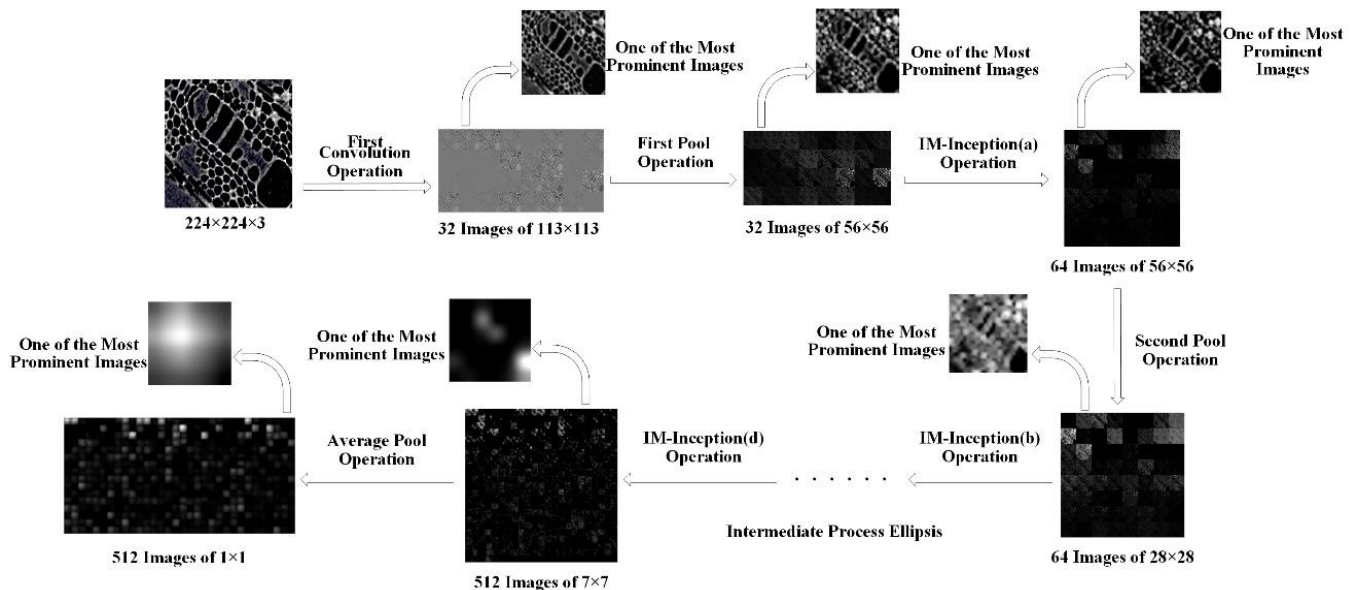 One of the Most
Prominent Images
One of the Most
Prominent Images
One of the Most
Prominent
Images
First
Convolution
Operation
First Pool
Operation
IM-Inception(a)
Operation
224×224×3
32 Images of 113×113
32 Images of 56×56
64 Images of 56×56
One of the Most
Prominent Images
One of the Most
Prominent Images
One of the Most
Prominent Images
Second Pool
Operation
Average Pool
Operation
IM-Inception(d)
Operation
. . . . . .
IM-Inception(b)
Operation
Intermediate Process Ellipsis
512 Images of 1×1
512 Images of 7×7
64 Images of 28×28